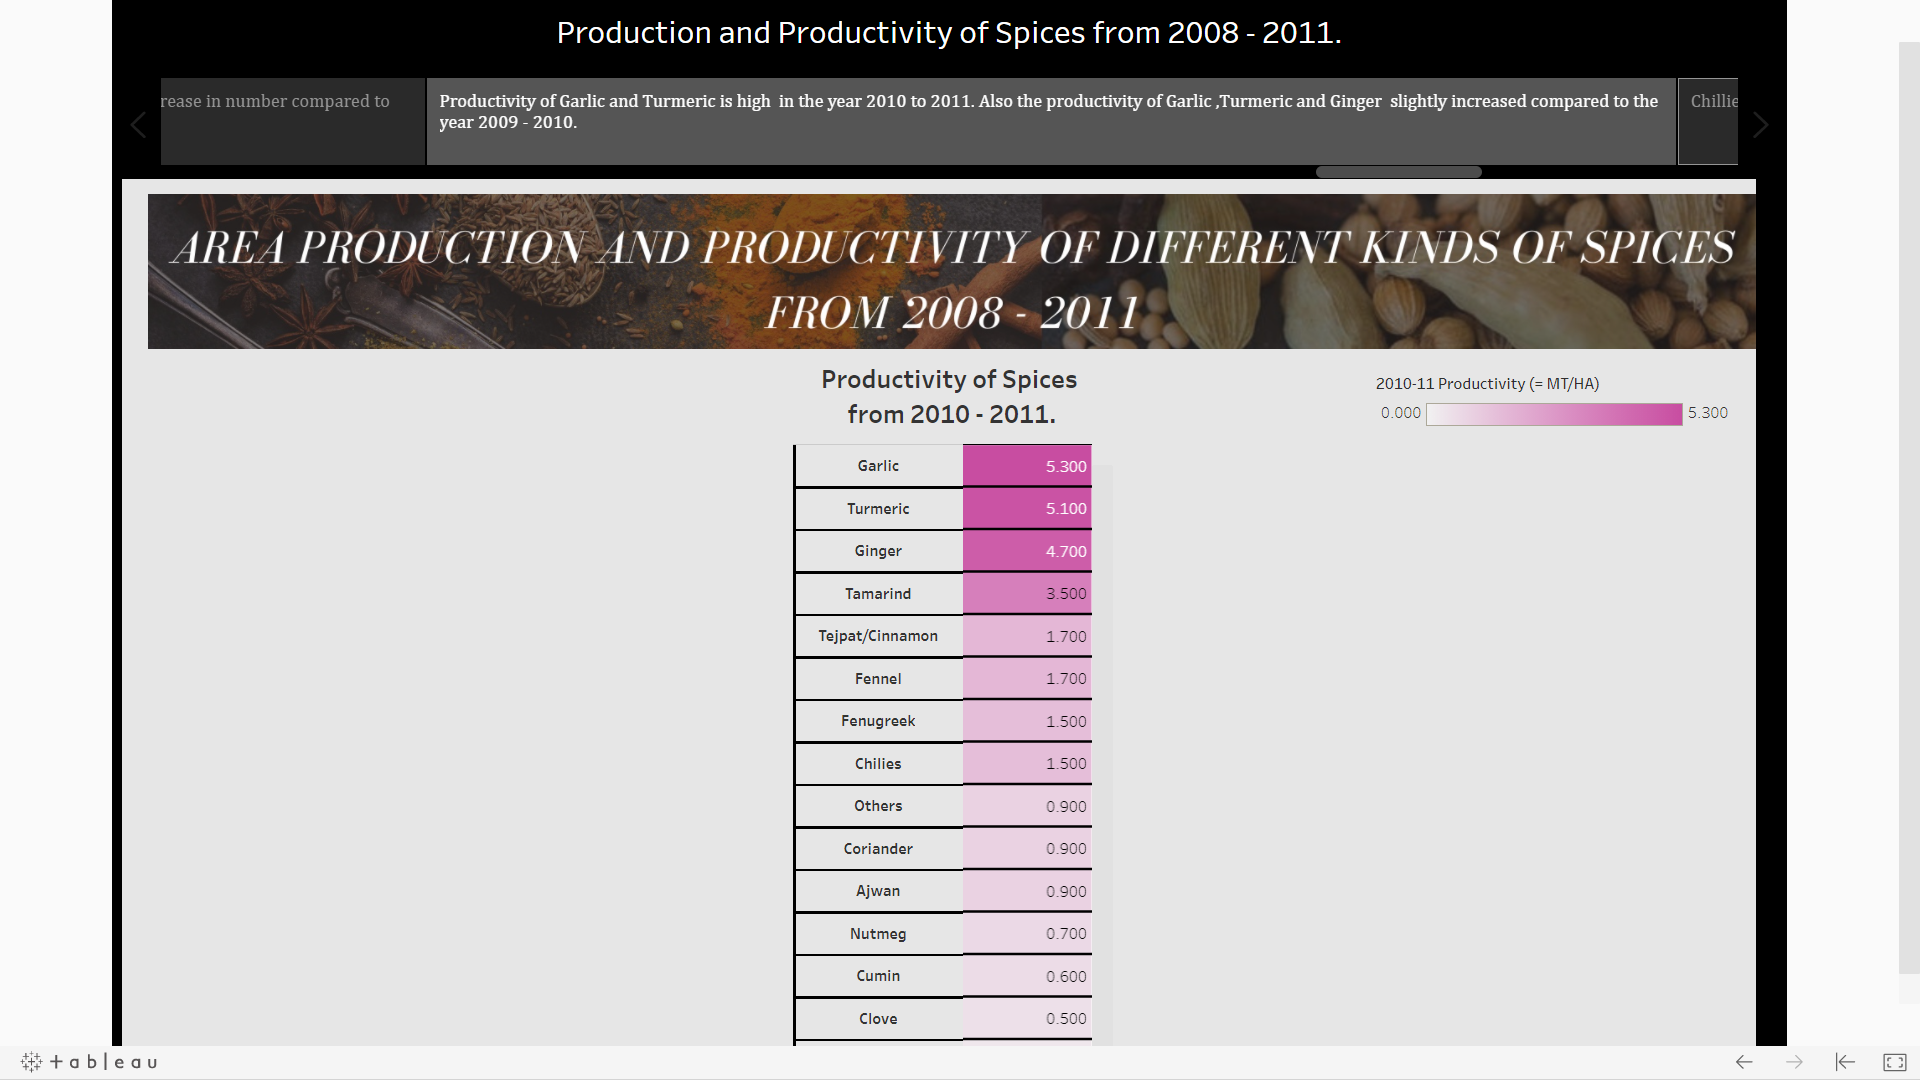 Production and Productivity of Spices from 2008 - 2011.
rease in number compared to
Productivity of Garlic and Turmeric is high in the year 2010 to 2011. Also the productivity of Garlic ,Turmeric and Ginger slightly increased compared to the
year 2009 - 2010.
Chillie
AREA PRODUCTION AND PRODUCTIVITY OF DIFFERENT KINDS OF SPICES
FROM 2008 - 2011
Productivity of Spices
from 2010 - 2011.
2010-11 Productivity (= MT/HA)
0.000 5.300
Garlic 5.300
Turmeric 5.100
Ginger 4.700
Tamarind 3.500
Tejpat/Cinnamon 1.700
Fennel 1.700
Fenugreek 1.500
Chilies 1.500
Others 0.900
Coriander 0.900
Ajwan 0.900
Nutmeg 0.700
Cumin 0.600
Clove 0.500
+ableau